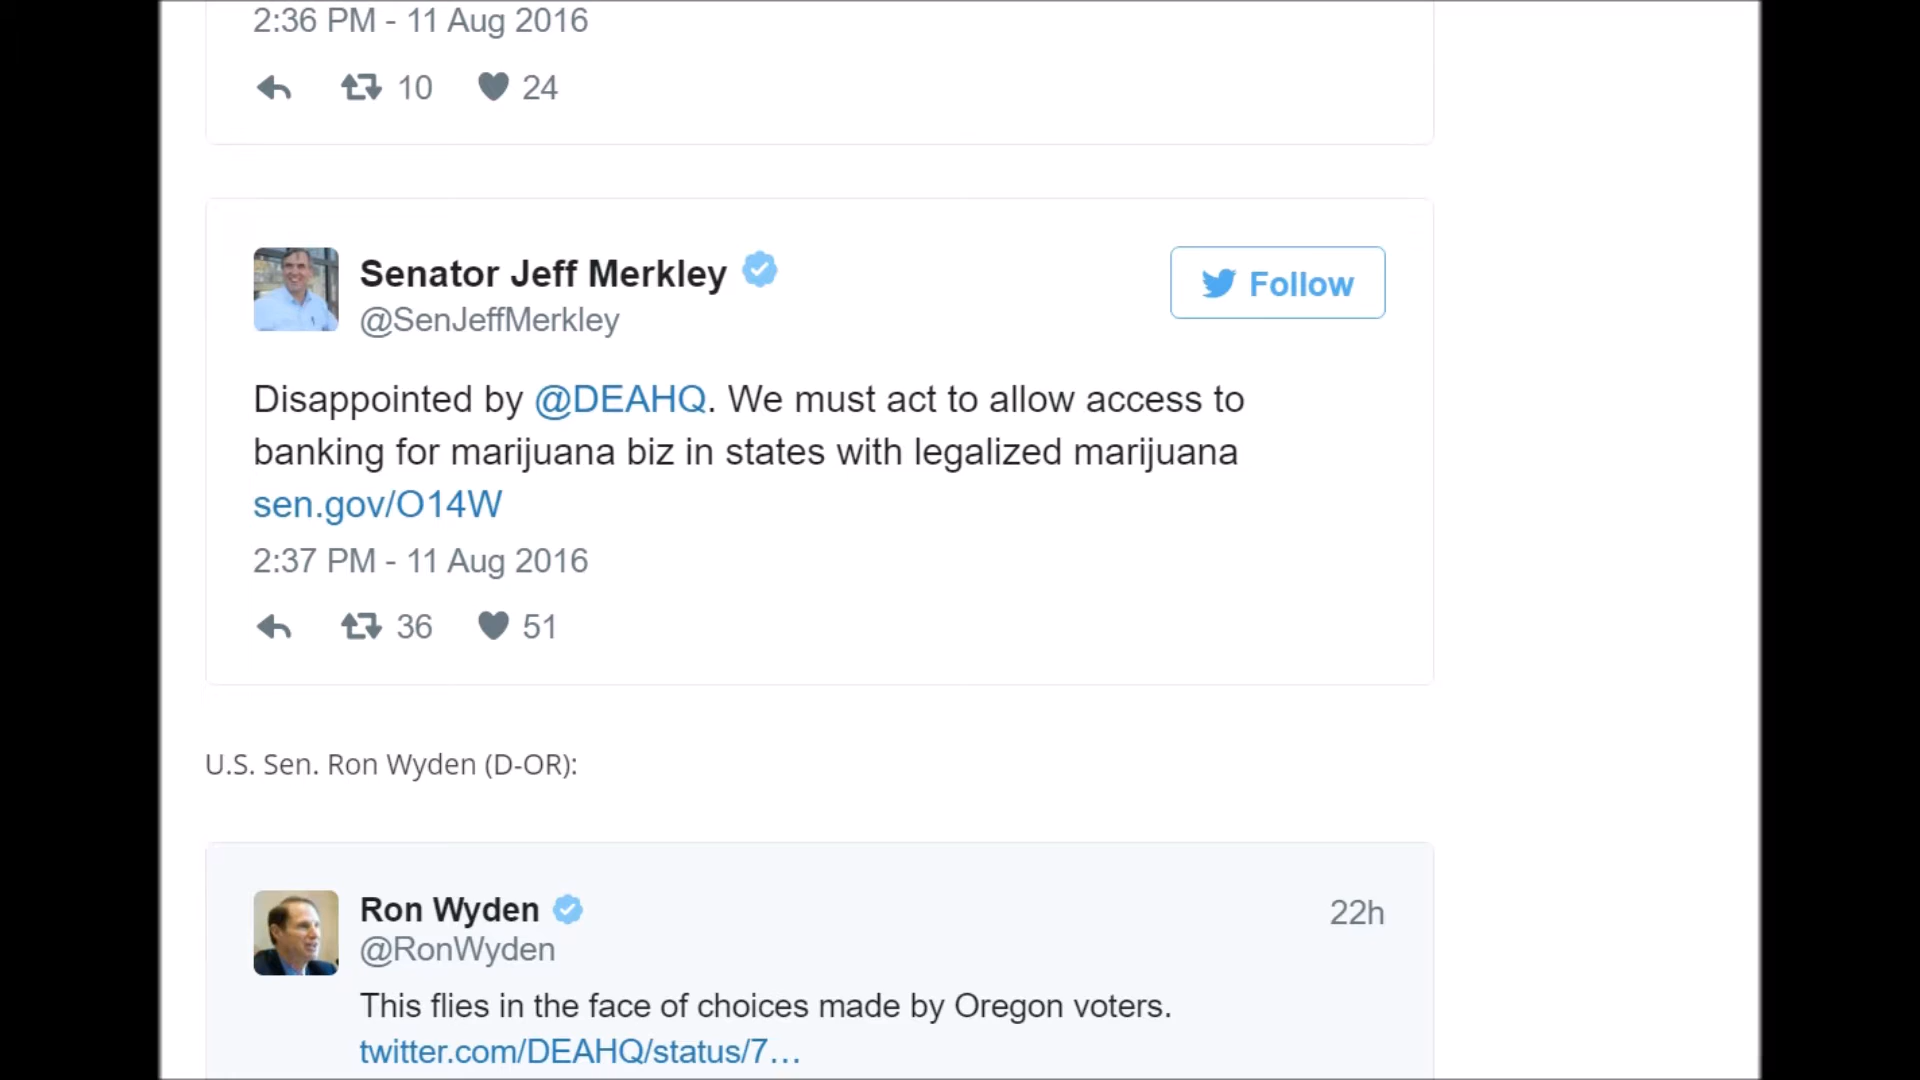 2:36 PM - 11 Aug 2016
10 24
Senator Jeff Merkley
Follow
@SenJeffMerkley
Disappointed by @DEAHQ. We must act to allow access to
banking for marijuana biz in states with legalized marijuana
sen.gov/O14W
2:37 PM - 11 Aug 2016
36 51
U.S. Sen. Ron Wyden (D-OR):
Ron Wyden
22h
@RonWyden
This flies in the face of choices made by Oregon voters.
twitter.com/DEAHQ/status/7…